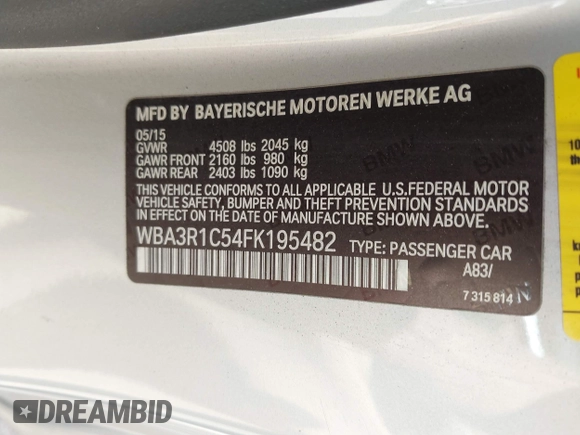 MFD BY BAYERISCHE MOTOREN WERKE AG
05/15
GVWR 4508 lbs 2045 kg
GAWR FRONT 2160 lbs 980 kg
GAWR REAR 2403 lbs 1090 kg
THIS VEHICLE CONFORMS TO ALL APPLICABLE U.S.FEDERAL MOTOR
VEHICLE SAFETY, BUMPER, AND THEFT PREVENTION STANDARDS
IN EFFECT ON THE DATE OF MANUFACTURE SHOWN ABOVE.
WBA3R1C54FK195482 TYPE: PASSENGER CAR
A83/
7 315 814 N
DREAMBID